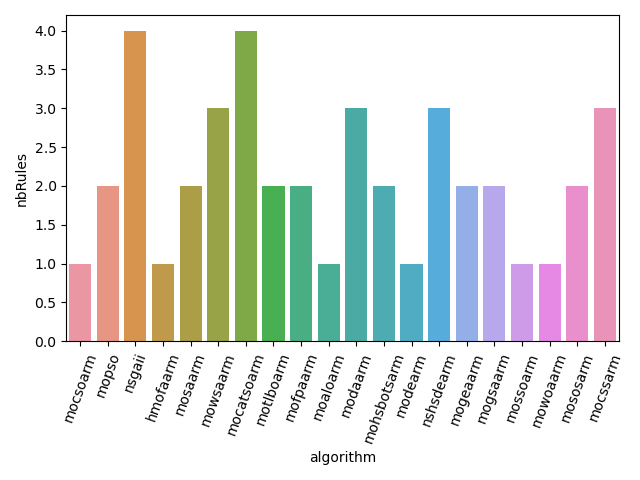 4.0
3.5
3.0
2.5
2.0
1.5
1.0
0.5
0.0
nbRules
mocsoarm
mopso
nsgaii
hmofaarm
mosaarm
mowsaarm
mocatsoarm
motlboarm
mofpaarm
moaloarm
modaarm
mohsbotsarm
modearm
nshsdearm
mogeaarm
mogsaarm
mossoarm
mowoaarm
mososarm
mocssarm
algorithm